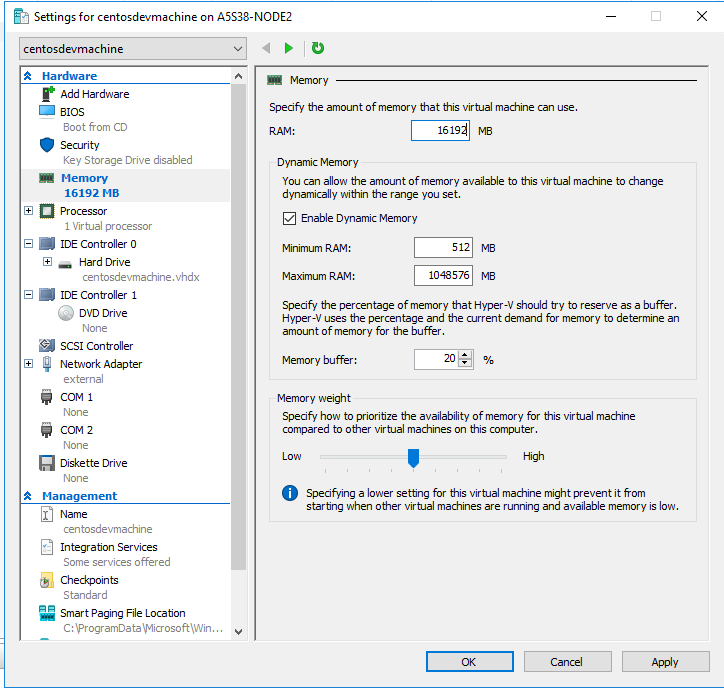 Settings for centosdevmachine on A5S38-NODE2
centosdevmachine
Hardware
Add Hardware
BIOS
Boot from CD
Security
Key Storage Drive disabled
Memory
16192 MB
Processor
1 Virtual processor
IDE Controller 0
Hard Drive
centosdevmachine.vhdx
IDE Controller 1
DVD Drive
None
SCSI Controller
Network Adapter
external
COM 1
None
COM 2
None
Diskette Drive
None
Management
Name
centosdevmachine
Integration Services
Some services offered
Checkpoints
Standard
Smart Paging File Location
C:\ProgramData\Microsoft\Win...
Memory
Specify the amount of memory that this virtual machine can use.
RAM: 16192 MB
Dynamic Memory
You can allow the amount of memory available to this virtual machine to change
dynamically within the range you set.
Enable Dynamic Memory
Minimum RAM: 512 MB
Maximum RAM: 1048576 MB
Specify the percentage of memory that Hyper-V should try to reserve as a buffer.
Hyper-V uses the percentage and the current demand for memory to determine an
amount of memory for the buffer.
Memory buffer: 20 %
Memory weight
Specify how to prioritize the availability of memory for this virtual machine
compared to other virtual machines on this computer.
Low High
Specifying a lower setting for this virtual machine might prevent it from
starting when other virtual machines are running and available memory is low.
OK Cancel Apply